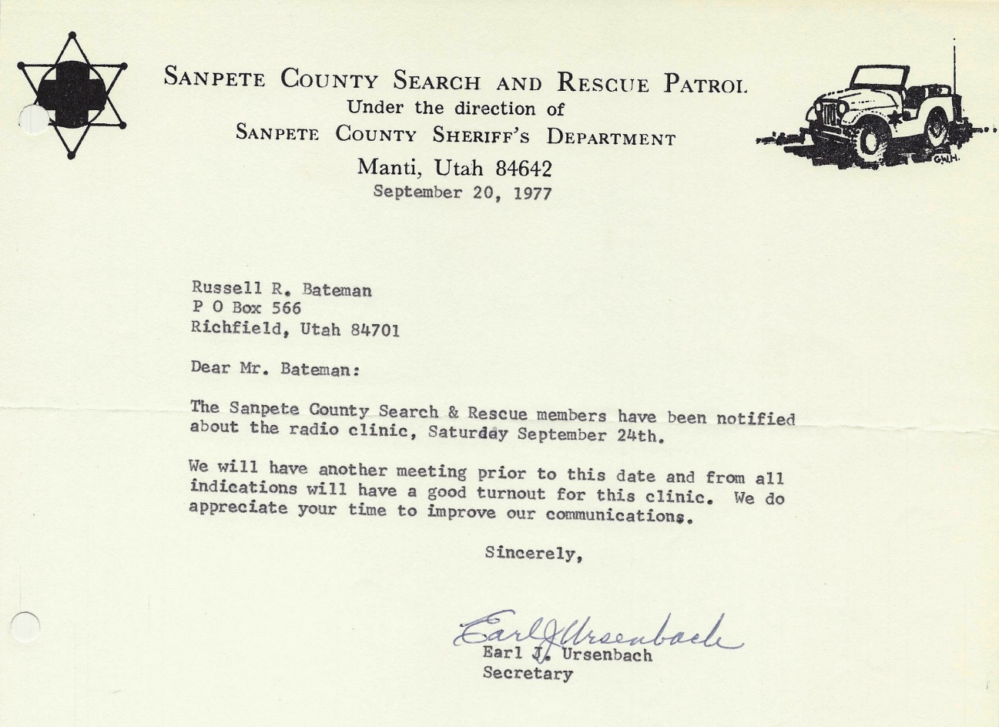 SANPETE COUNTY SEARCH AND RESCUE PATROL
Under the direction of
SANPETE COUNTY SHERIFF'S DEPARTMENT
Manti, Utah 84642
September 20, 1977
G.W.H.
Russell R. Bateman
P O Box 566
Richfield, Utah 84701
Dear Mr. Bateman:
The Sanpete County Search & Rescue members have been notified
about the radio clinic, Saturday September 24th.
We will have another meeting prior to this date and from all
indications will have a good turnout for this clinic.  We do
appreciate your time to improve our communications.
Sincerely,
Earl J Ursenbach
Earl J. Ursenbach
Secretary